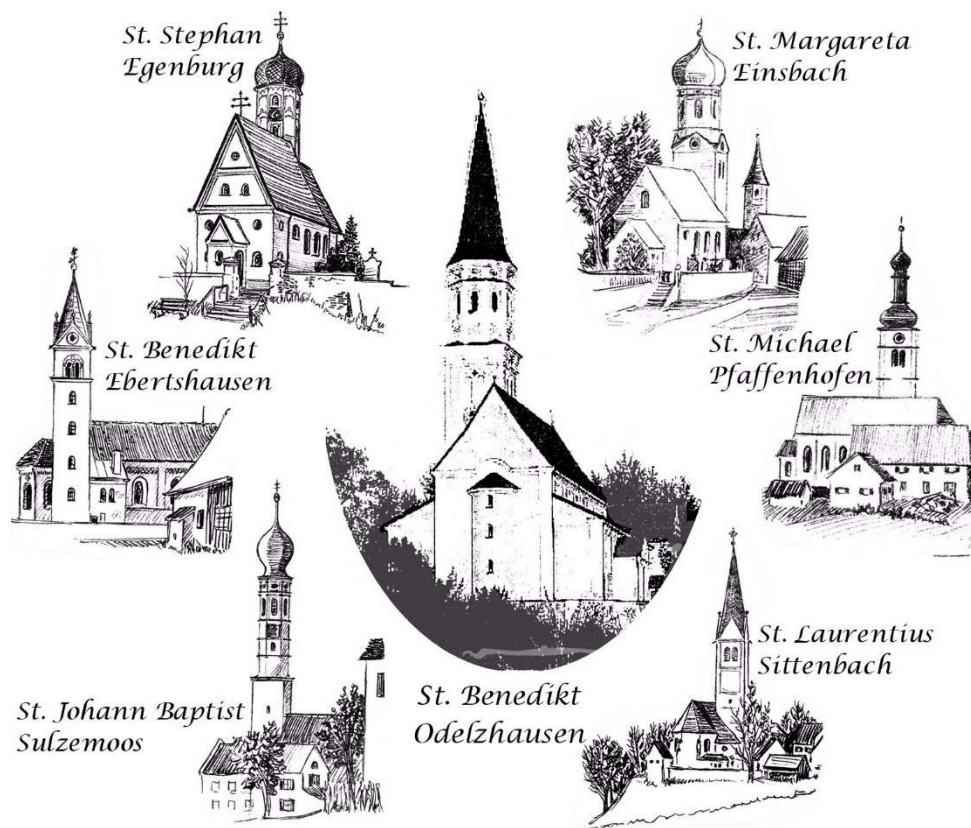 St. Stephan
Egenburg
St. Margareta
Einsbach
St. Benedikt
Ebertshausen
St. Michael
Pfaffenhofen
St. Laurentius
Sittenbach
St. Johann Baptist
Sulzemoos
St. Benedikt
Odelzhausen